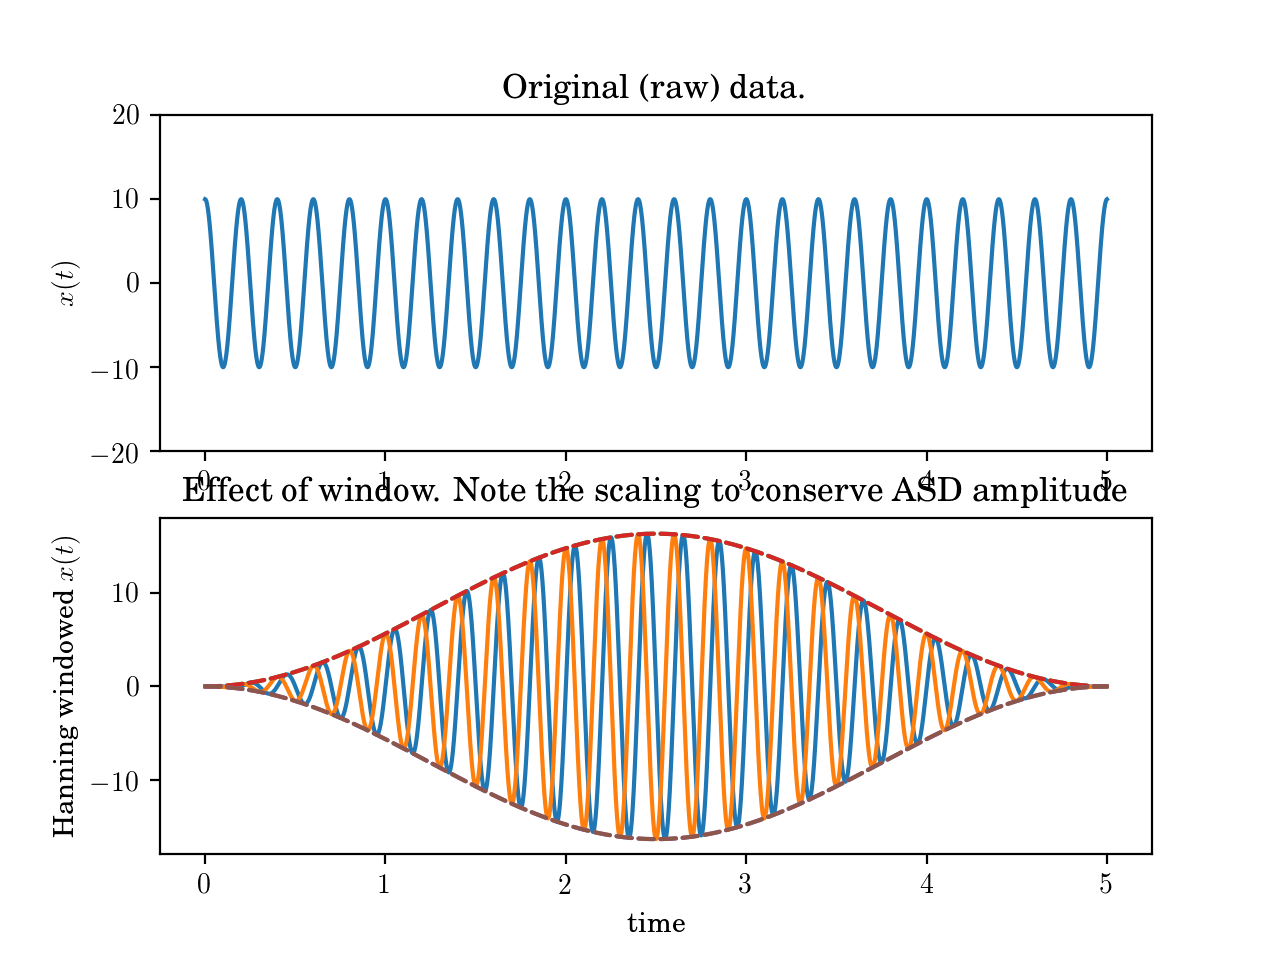 Original (raw) data.
20
10
0
−10
−20
x(t)
0 1 2 3 4 5
Effect of window. Note the scaling to conserve ASD amplitude
10
0
−10
Hanning windowed x(t)
0 1 2 3 4 5
time